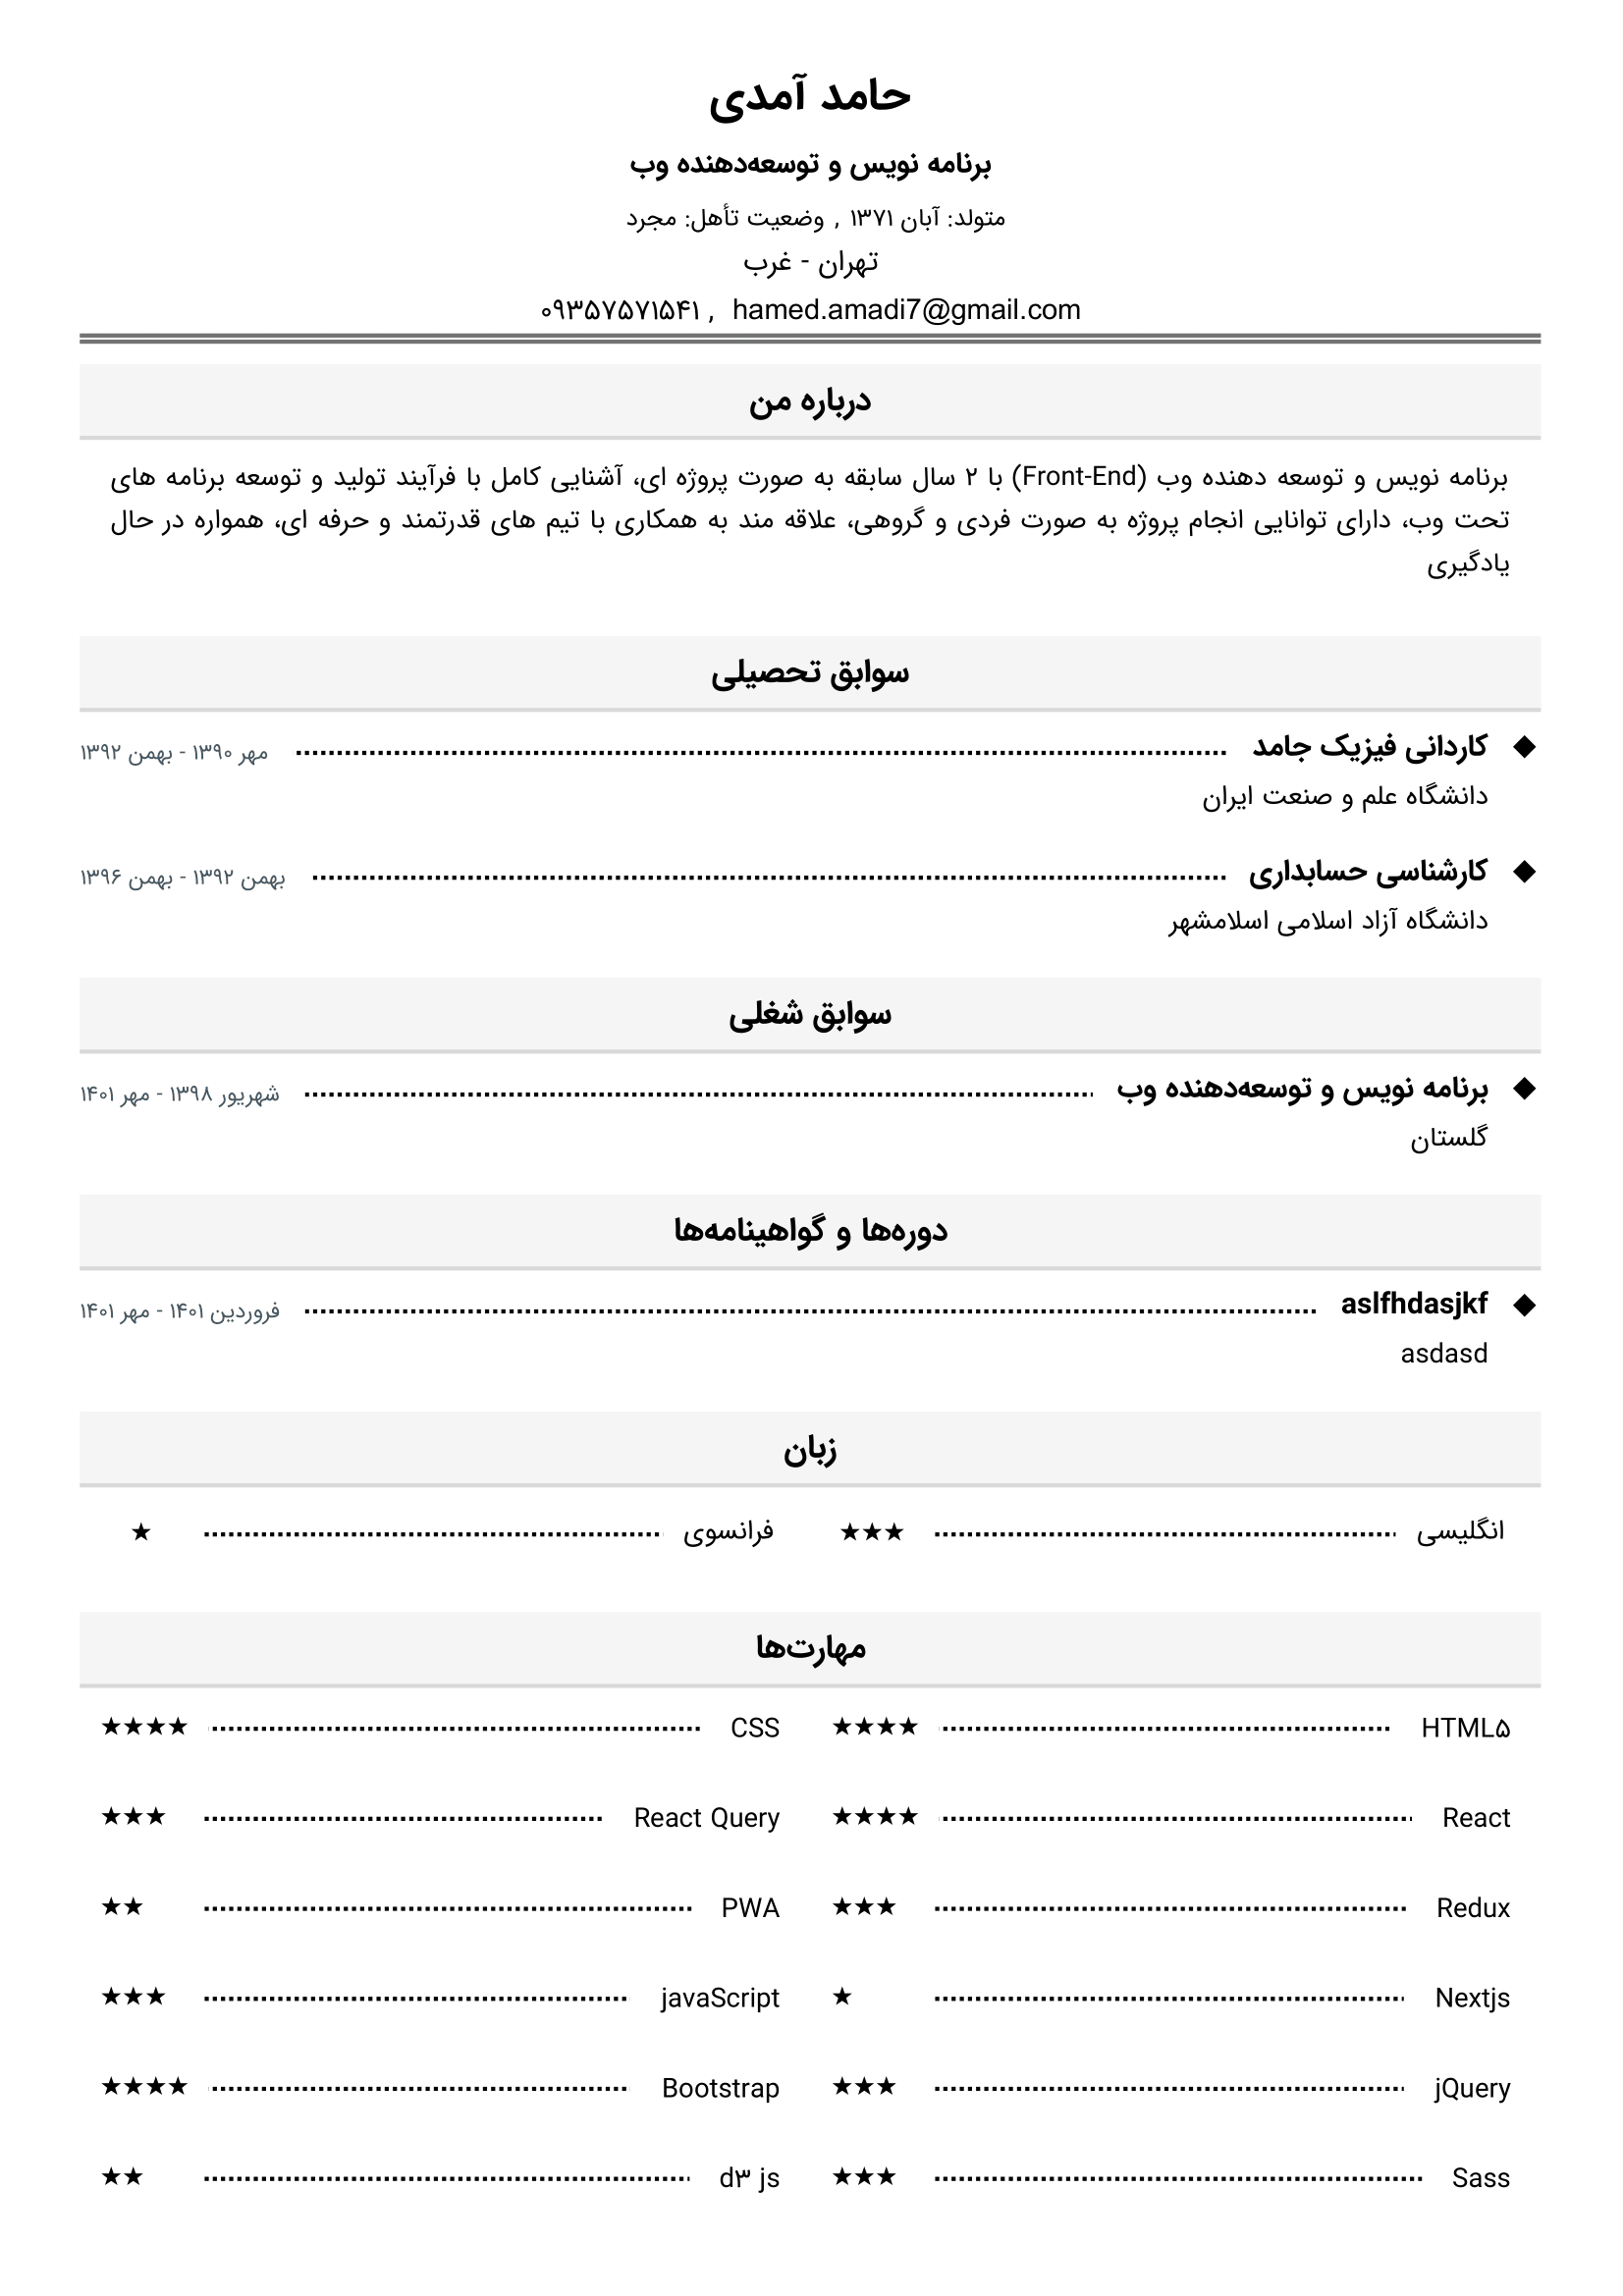 حامد آمدی
برنامه نویس و توسعه‌دهنده وب
متولد: آبان ۱۳۷۱ , وضعیت تأهل: مجرد
تهران - غرب
hamed.amadi7@gmail.com , ۰۹۳۵۷۵۷۱۵۴۱
درباره من
برنامه نویس و توسعه دهنده وب (Front-End) با ۲ سال سابقه به صورت پروژه ای، آشنایی کامل با فرآیند تولید و توسعه برنامه های
تحت وب، دارای توانایی انجام پروژه به صورت فردی و گروهی، علاقه مند به همکاری با تیم های قدرتمند و حرفه ای، همواره در حال
یادگیری
سوابق تحصیلی
◆ کاردانی فیزیک جامد مهر ۱۳۹۰ - بهمن ۱۳۹۲
دانشگاه علم و صنعت ایران
◆ کارشناسی حسابداری بهمن ۱۳۹۲ - بهمن ۱۳۹۶
دانشگاه آزاد اسلامی اسلامشهر
سوابق شغلی
◆ برنامه نویس و توسعه‌دهنده وب شهریور ۱۳۹۸ - مهر ۱۴۰۱
گلستان
دوره‌ها و گواهینامه‌ها
◆ aslfhdasjkf فروردین ۱۴۰۱ - مهر ۱۴۰۱
asdasd
زبان
انگلیسی ★★★ فرانسوی ★
مهارت‌ها
HTML۵ ★★★★ CSS ★★★★
React ★★★★ React Query ★★★
Redux ★★★ PWA ★★
Nextjs ★ javaScript ★★★
jQuery ★★★ Bootstrap ★★★★
Sass ★★★ d۳ js ★★